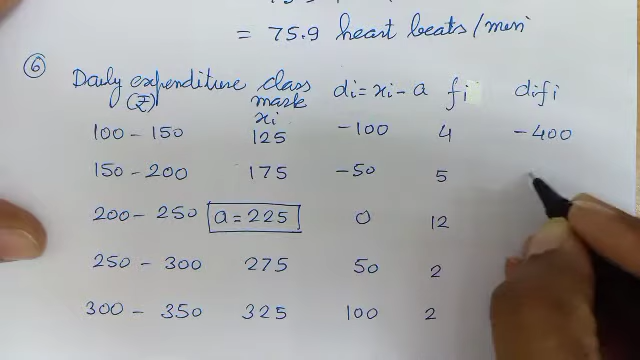 = 75.9 heart beats/min
⑥
Daily expenditure (₹) class mark xi di = xi - a fi difi
100 - 150 125 -100 4 -400
150 - 200 175 -50 5
200 - 250 a = 225 0 12
250 - 300 275 50 2
300 - 350 325 100 2